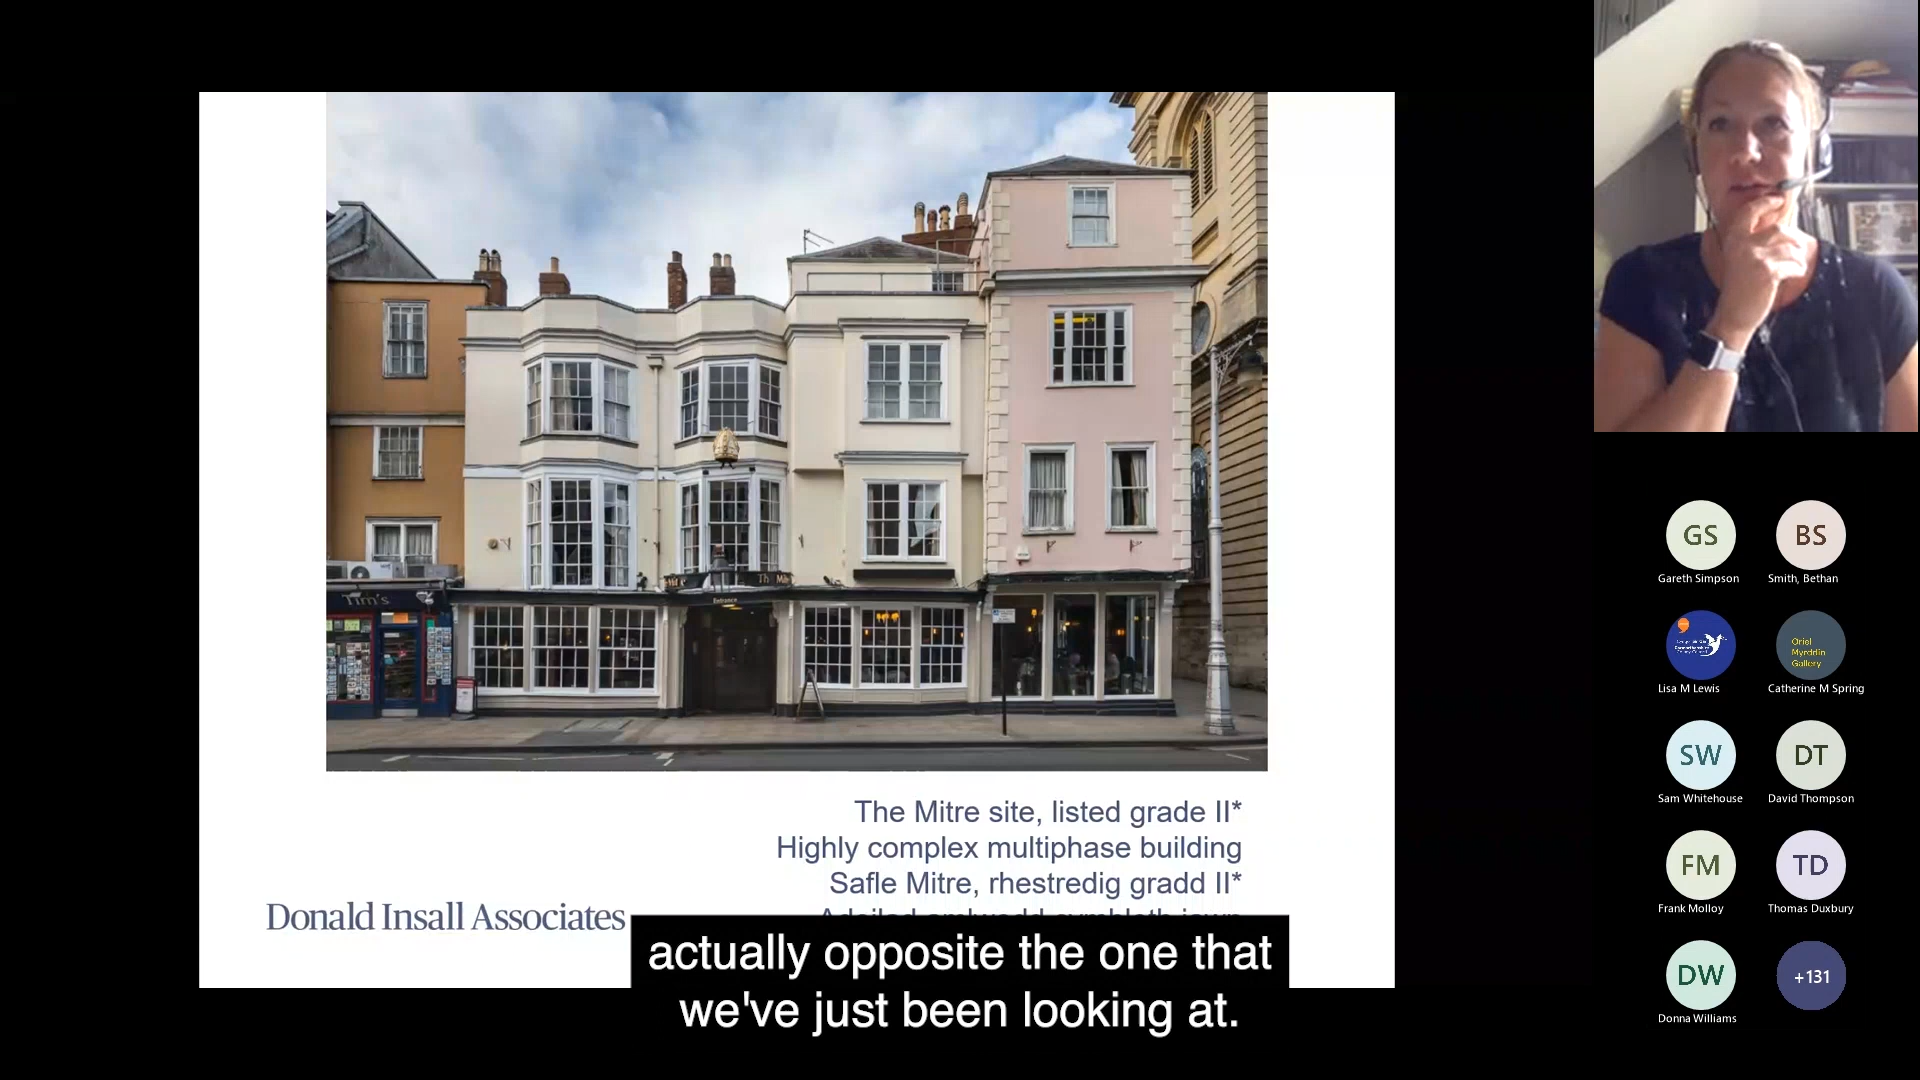 Tim's
The Mitre
Entrance
The Mitre site, listed grade II*
Highly complex multiphase building
Safle Mitre, rhestredig gradd II*
Donald Insall Associates
actually opposite the one that
we've just been looking at.
GS
Gareth Simpson
BS
Smith, Bethan
Lisa M Lewis
Oriel
Myrddin
Gallery
Catherine M Spring
SW
Sam Whitehouse
DT
David Thompson
FM
Frank Molloy
TD
Thomas Duxbury
DW
Donna Williams
+131